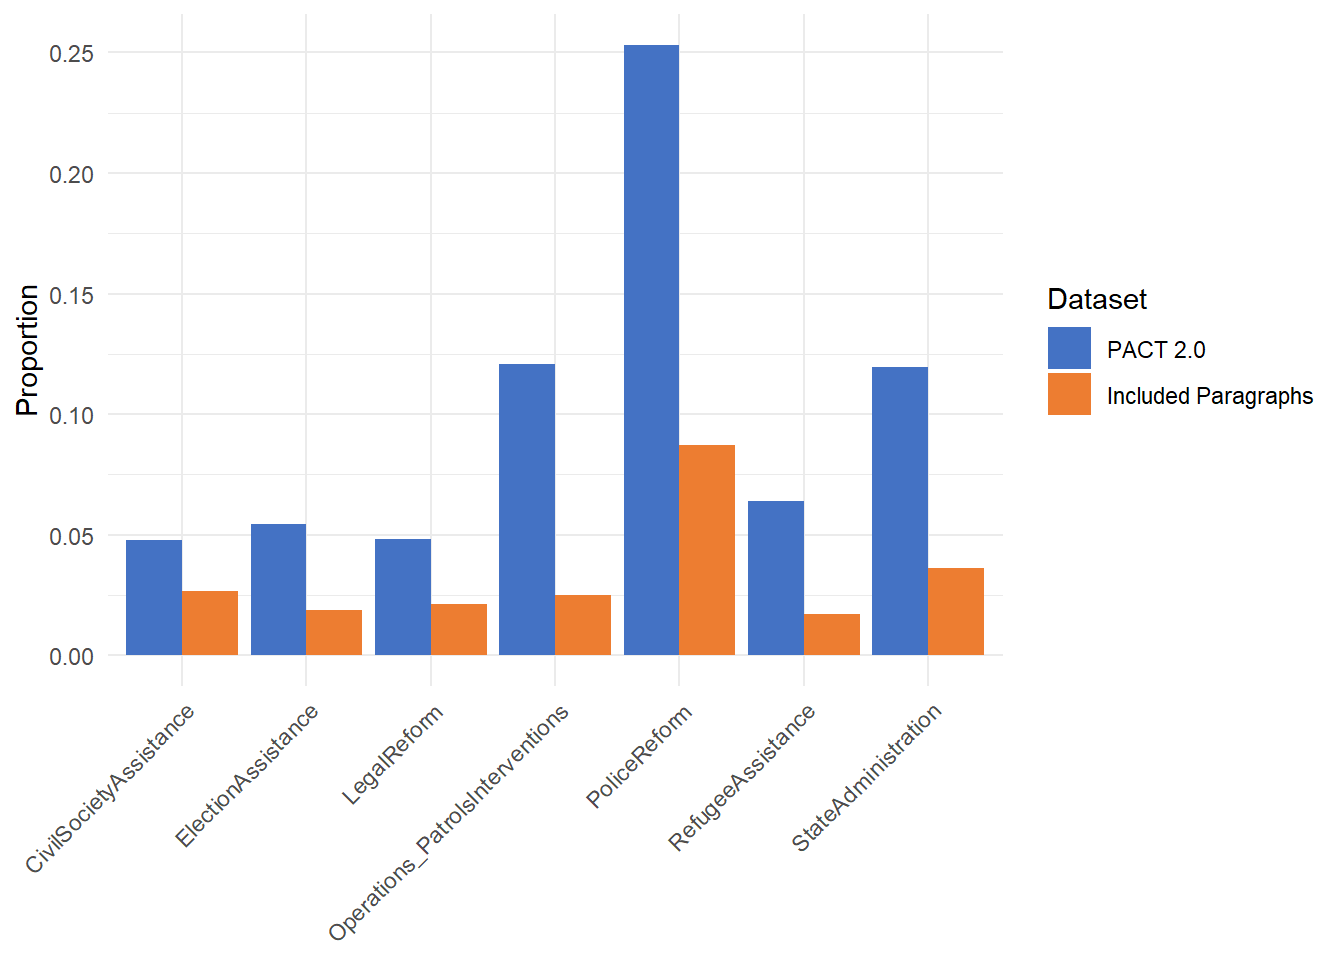 0.25
0.20
0.15
0.10
0.05
0.00
Proportion
CivilSocietyAssistance
ElectionAssistance
LegalReform
Operations_PatrolsInterventions
PoliceReform
RefugeeAssistance
StateAdministration
Dataset
PACT 2.0
Included Paragraphs